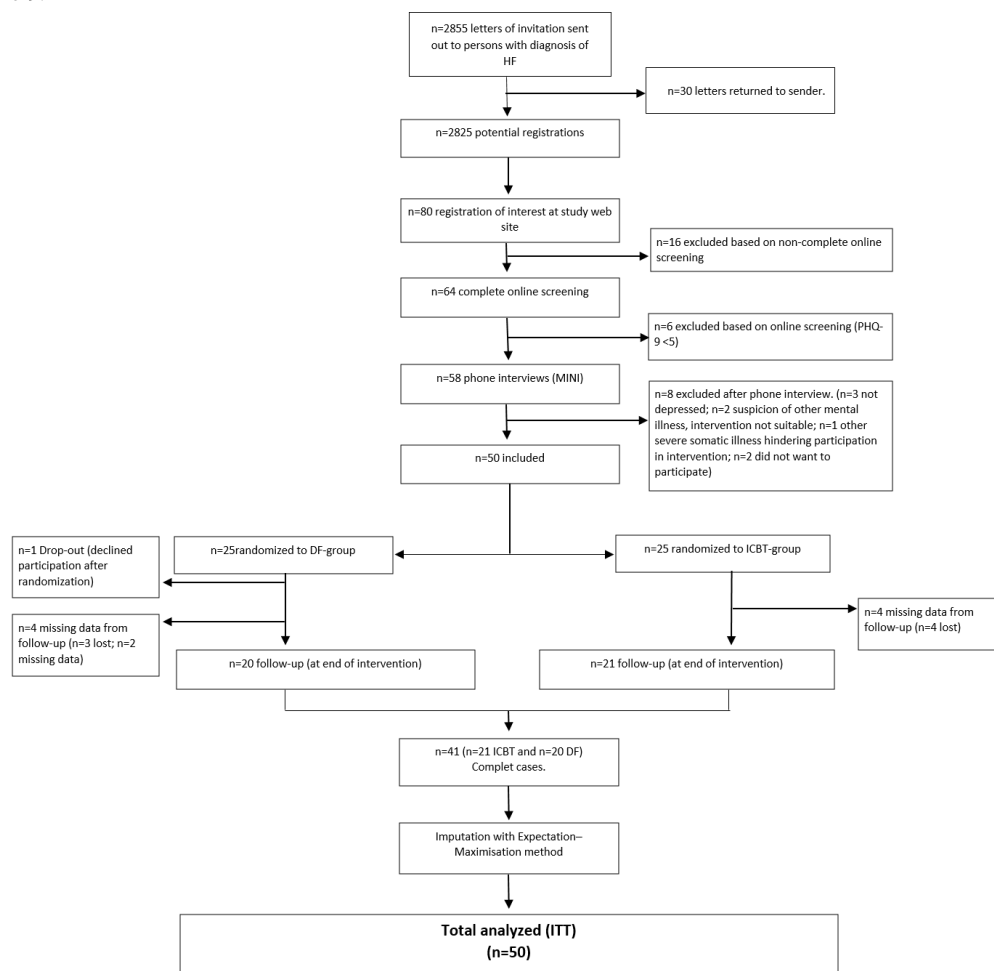 n=2855 letters of invitation sent
out to persons with diagnosis of
HF
n=30 letters returned to sender.
n=2825 potential registrations
n=80 registration of interest at study web
site
n=16 excluded based on non-complete online
screening
n=64 complete online screening
n=6 excluded based on online screening (PHQ-
9 <5)
n=58 phone interviews (MINI)
n=8 excluded after phone interview. (n=3 not
depressed; n=2 suspicion of other mental
illness, intervention not suitable; n=1 other
severe somatic illness hindering participation
in intervention; n=2 did not want to
participate)
n=50 included
n=1 Drop-out (declined
participation after
randomization)
n=25randomized to DF-group
n=25 randomized to ICBT-group
n=4 missing data from
follow-up (n=3 lost; n=2
missing data)
n=4 missing data from
follow-up (n=4 lost)
n=20 follow-up (at end of intervention)
n=21 follow-up (at end of intervention)
n=41 (n=21 ICBT and n=20 DF)
Complet cases.
Imputation with Expectation–
Maximisation method
Total analyzed (ITT)
(n=50)